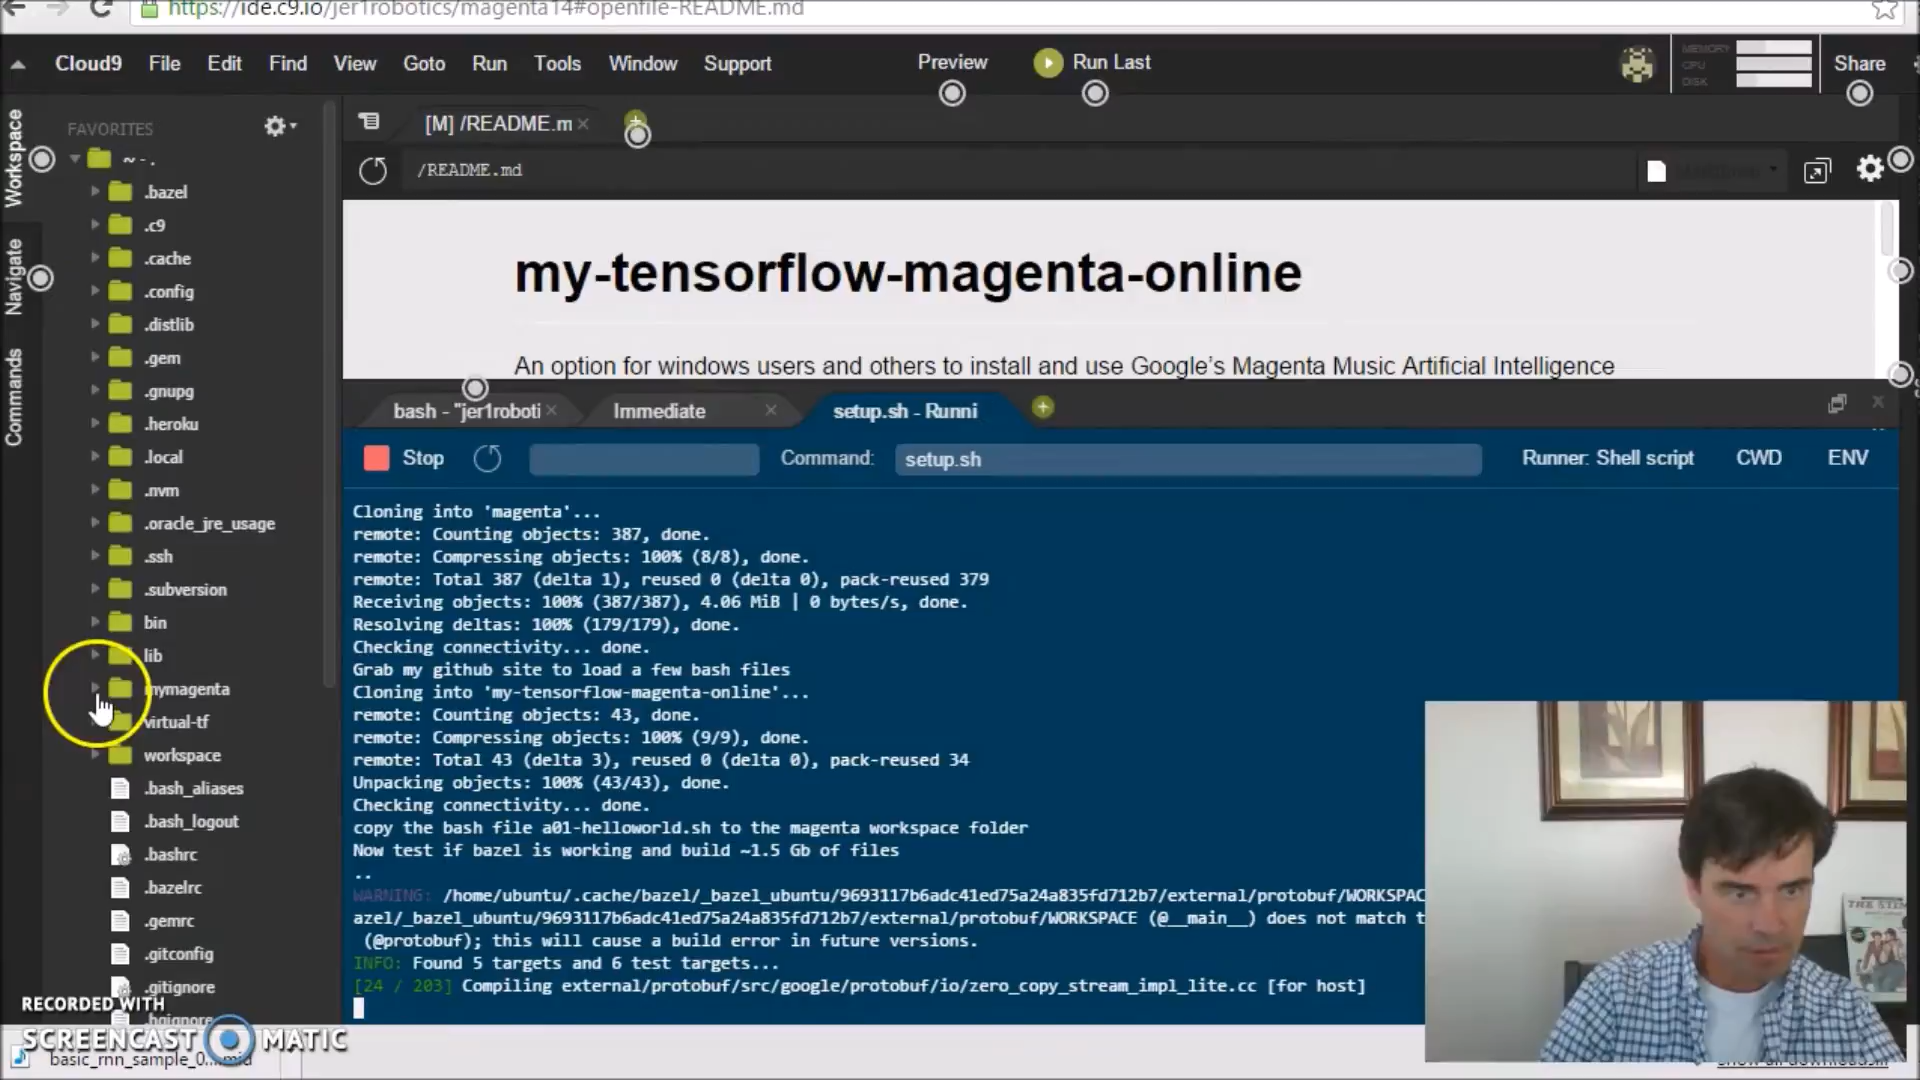 https://ide.c9.io/jer1robotics/magenta14#openfile-README.md
Cloud9 File Edit Find View Goto Run Tools Window Support Preview Run Last MEMORY CPU DISK Share
Workspace
Navigate
Commands
FAVORITES
~ - .
.bazel
.c9
.cache
.config
.distlib
.gem
.gnupg
.heroku
.local
.nvm
.oracle_jre_usage
.ssh
.subversion
bin
lib
mymagenta
virtual-tf
workspace
.bash_aliases
.bash_logout
.bashrc
.bazelrc
.gemrc
.gitconfig
.gitignore
.hgignore
[M] /README.m
/README.md
my-tensorflow-magenta-online
An option for windows users and others to install and use Google’s Magenta Music Artificial Intelligence
bash - "jer1roboti Immediate setup.sh - Runni
Stop Command: setup.sh Runner: Shell script CWD ENV
Cloning into 'magenta'...
remote: Counting objects: 387, done.
remote: Compressing objects: 100% (8/8), done.
remote: Total 387 (delta 1), reused 0 (delta 0), pack-reused 379
Receiving objects: 100% (387/387), 4.06 MiB | 0 bytes/s, done.
Resolving deltas: 100% (179/179), done.
Checking connectivity... done.
Grab my github site to load a few bash files
Cloning into 'my-tensorflow-magenta-online'...
remote: Counting objects: 43, done.
remote: Compressing objects: 100% (9/9), done.
remote: Total 43 (delta 3), reused 0 (delta 0), pack-reused 34
Unpacking objects: 100% (43/43), done.
Checking connectivity... done.
copy the bash file a01-helloworld.sh to the magenta workspace folder
Now test if bazel is working and build ~1.5 Gb of files
..
WARNING: /home/ubuntu/.cache/bazel/_bazel_ubuntu/9693117b6adc41ed75a24a835fd712b7/external/protobuf/WORKSPAC
azel/_bazel_ubuntu/9693117b6adc41ed75a24a835fd712b7/external/protobuf/WORKSPACE (@__main__) does not match t
(@protobuf); this will cause a build error in future versions.
INFO: Found 5 targets and 6 test targets...
[24 / 203] Compiling external/protobuf/src/google/protobuf/io/zero_copy_stream_impl_lite.cc [for host]
RECORDED WITH
SCREENCAST MATIC
basic_rnn_sample_0....mid
THE STE